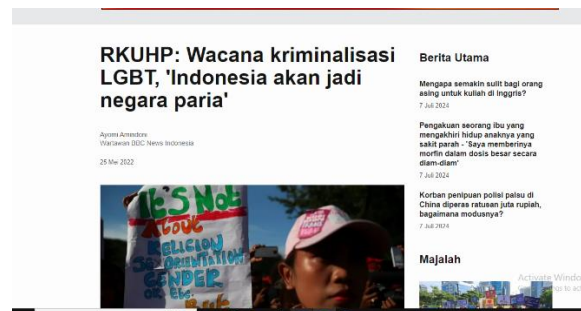 RKUHP: Wacana kriminalisasi
LGBT, 'Indonesia akan jadi
negara paria'
Ayomi Amindoni
Wartawan BBC News Indonesia
25 Mei 2022
IT'S NOT
ABOUT
RELIGION
SEX ORIENTATION
GENDER
OR Etc.
Berita Utama
Mengapa semakin sulit bagi orang
asing untuk kuliah di Inggris?
7 Juli 2024
Pengakuan seorang ibu yang
mengakhiri hidup anaknya yang
sakit parah - 'Saya memberinya
morfin dalam dosis besar secara
diam-diam'
7 Juli 2024
Korban penipuan polisi palsu di
China diperas ratusan juta rupiah,
bagaimana modusnya?
7 Juli 2024
Majalah
Activate Windo